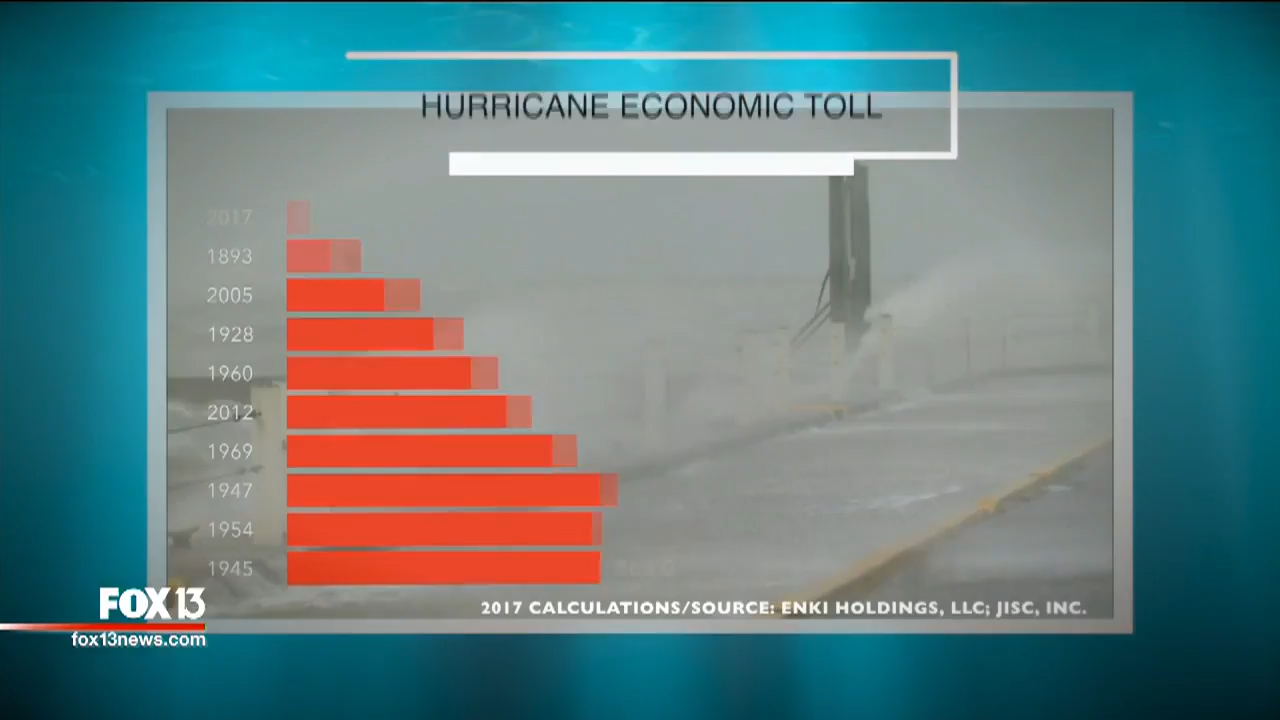 HURRICANE ECONOMIC TOLL
2017
1893
2005
1928
1960
2012
1969
1947
1954
1945
2017 CALCULATIONS/SOURCE: ENKI HOLDINGS, LLC; JISC, INC.
FOX 13
fox13news.com